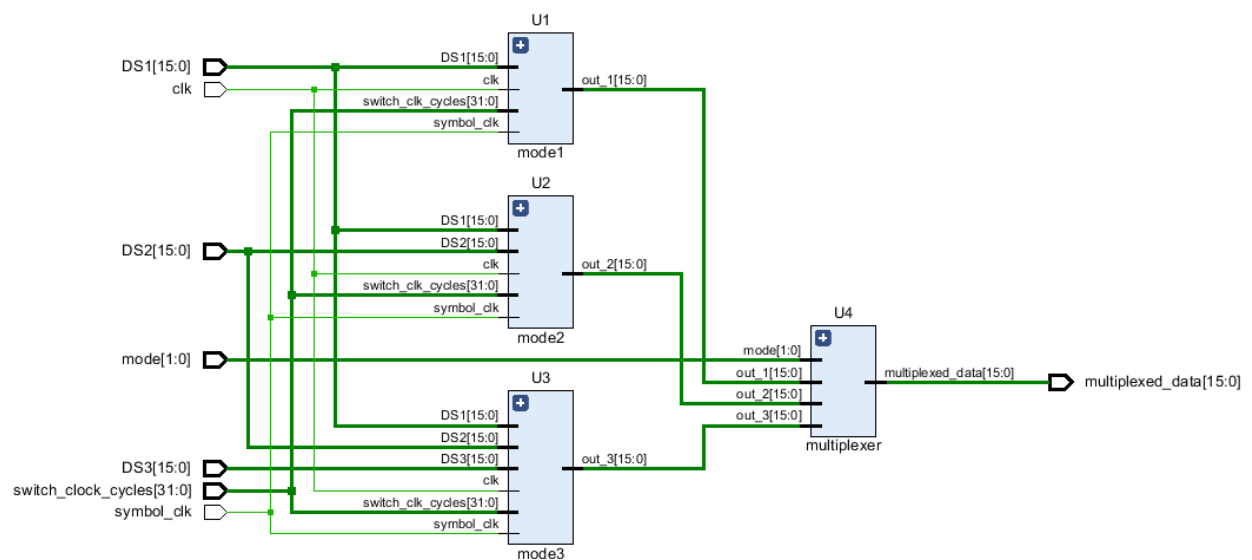 U1
DS1[15:0]
DS1[15:0]
clk
clk
out_1[15:0]
switch_clk_cycles[31:0]
symbol_clk
mode1
U2
DS1[15:0]
DS2[15:0]
DS2[15:0]
clk
out_2[15:0]
switch_clk_cycles[31:0]
symbol_clk
mode2
U4
mode[1:0]
mode[1:0]
out_1[15:0]
multiplexed_data[15:0]
multiplexed_data[15:0]
out_2[15:0]
out_3[15:0]
multiplexer
U3
DS1[15:0]
DS2[15:0]
DS3[15:0]
DS3[15:0]
out_3[15:0]
clk
switch_clock_cycles[31:0]
switch_clk_cycles[31:0]
symbol_clk
symbol_clk
mode3